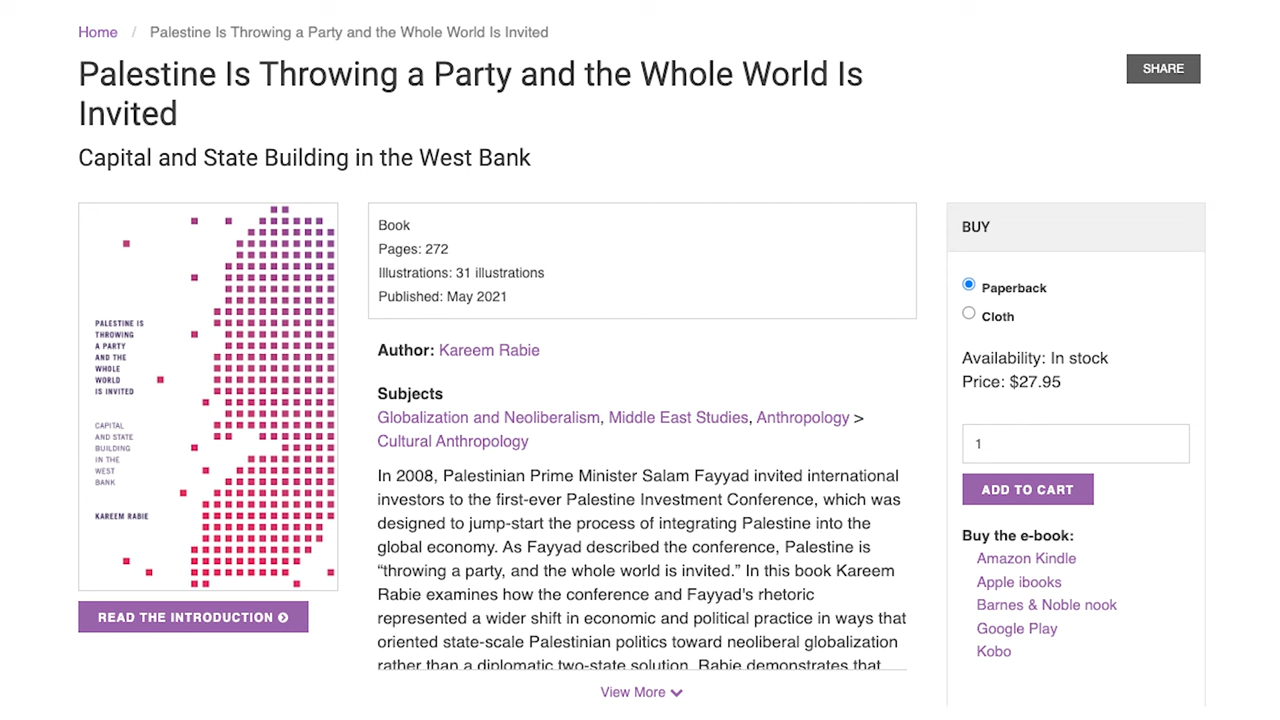 Home / Palestine Is Throwing a Party and the Whole World Is Invited
Palestine Is Throwing a Party and the Whole World Is
Invited
SHARE
Capital and State Building in the West Bank
PALESTINE IS
THROWING
A PARTY
AND THE
WHOLE
WORLD
IS INVITED
CAPITAL
AND STATE
BUILDING
IN THE
WEST
BANK
KAREEM RABIE
READ THE INTRODUCTION
Book
Pages: 272
Illustrations: 31 illustrations
Published: May 2021
Author: Kareem Rabie
Subjects
Globalization and Neoliberalism, Middle East Studies, Anthropology >
Cultural Anthropology
In 2008, Palestinian Prime Minister Salam Fayyad invited international
investors to the first-ever Palestine Investment Conference, which was
designed to jump-start the process of integrating Palestine into the
global economy. As Fayyad described the conference, Palestine is
“throwing a party, and the whole world is invited.” In this book Kareem
Rabie examines how the conference and Fayyad's rhetoric
represented a wider shift in economic and political practice in ways that
oriented state-scale Palestinian politics toward neoliberal globalization
rather than a diplomatic two-state solution. Rabie demonstrates that
View More
BUY
Paperback
Cloth
Availability: In stock
Price: $27.95
1
ADD TO CART
Buy the e-book:
Amazon Kindle
Apple ibooks
Barnes & Noble nook
Google Play
Kobo